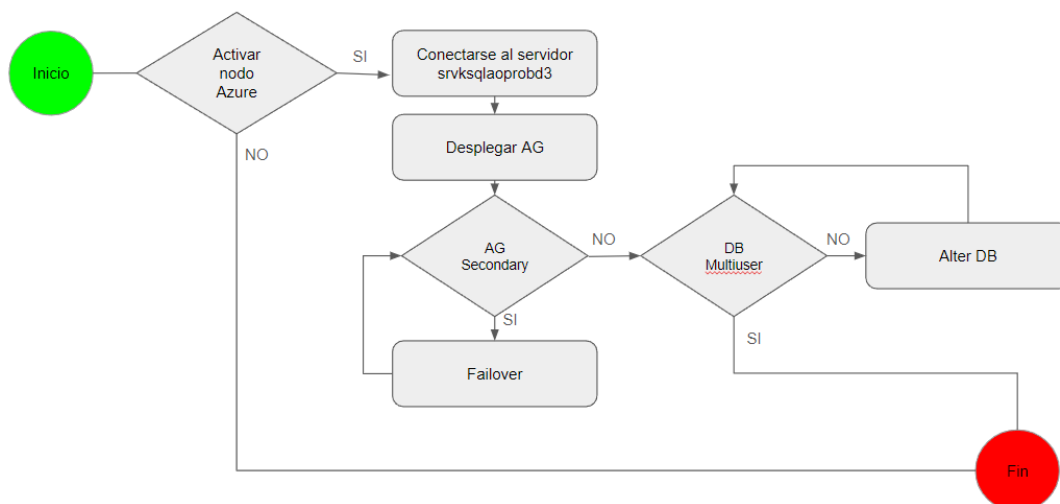 Inicio
Activar
nodo
Azure
SI
NO
Conectarse al servidor
srvksqlaoprobd3
Desplegar AG
AG
Secondary
NO
SI
Failover
DB
Multiuser
NO
SI
Alter DB
Fin